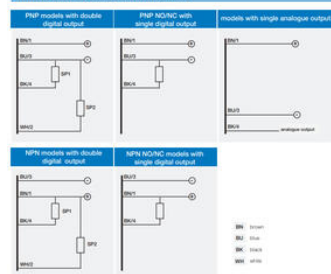 PNP models with double
digital output
PNP NO/NC with
single digital output
models with single analogue output
BN/1
BU/3
SP1
BK/4
SP2
WH/2
BN/1
BU/3
BK/4
BN/1
BU/3
BK/4
analogue output
NPN models with double
digital output
NPN NO/NC models with
single digital output
BU/3
BN/1
SP1
BK/4
SP2
WH/2
BU/3
BN/1
BK/4
BN brown
BU blue
BK black
WH white